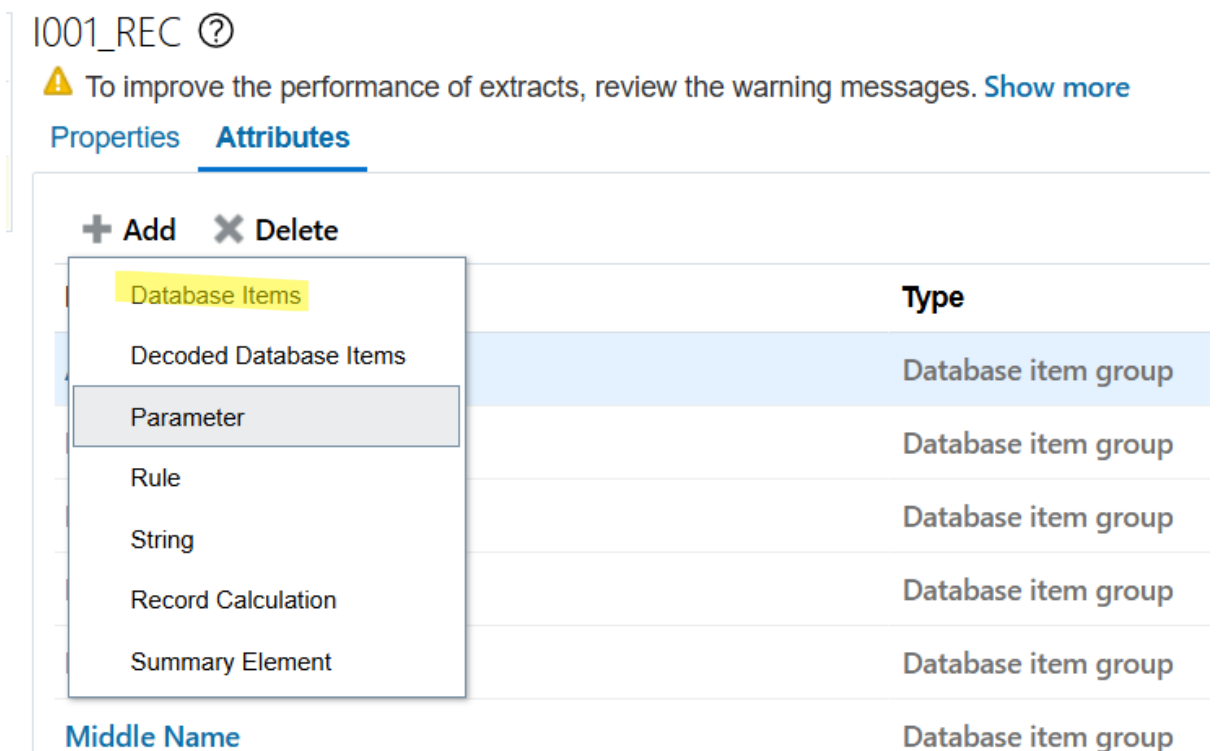 I001_REC ?
To improve the performance of extracts, review the warning messages. Show more
Properties Attributes
Add Delete
Type
Database Items
Decoded Database Items
Database item group
Parameter
Database item group
Rule
String
Database item group
Record Calculation
Database item group
Summary Element
Database item group
Middle Name Database item group